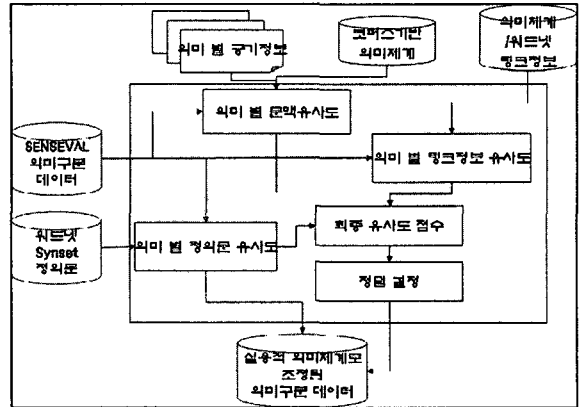 의미 별 공기정보
코퍼스기반
의미체계
의미체계
/워드넷
링크정보
의미 별 문맥유사도
SENSEVAL
의미구분
데이터
의미 별 링크정보 유사도
워드넷
Synset
정의문
의미 별 정의문 유사도
최종 유사도 점수
결정
실용적 의미체계로
조정된
의미구분 데이터